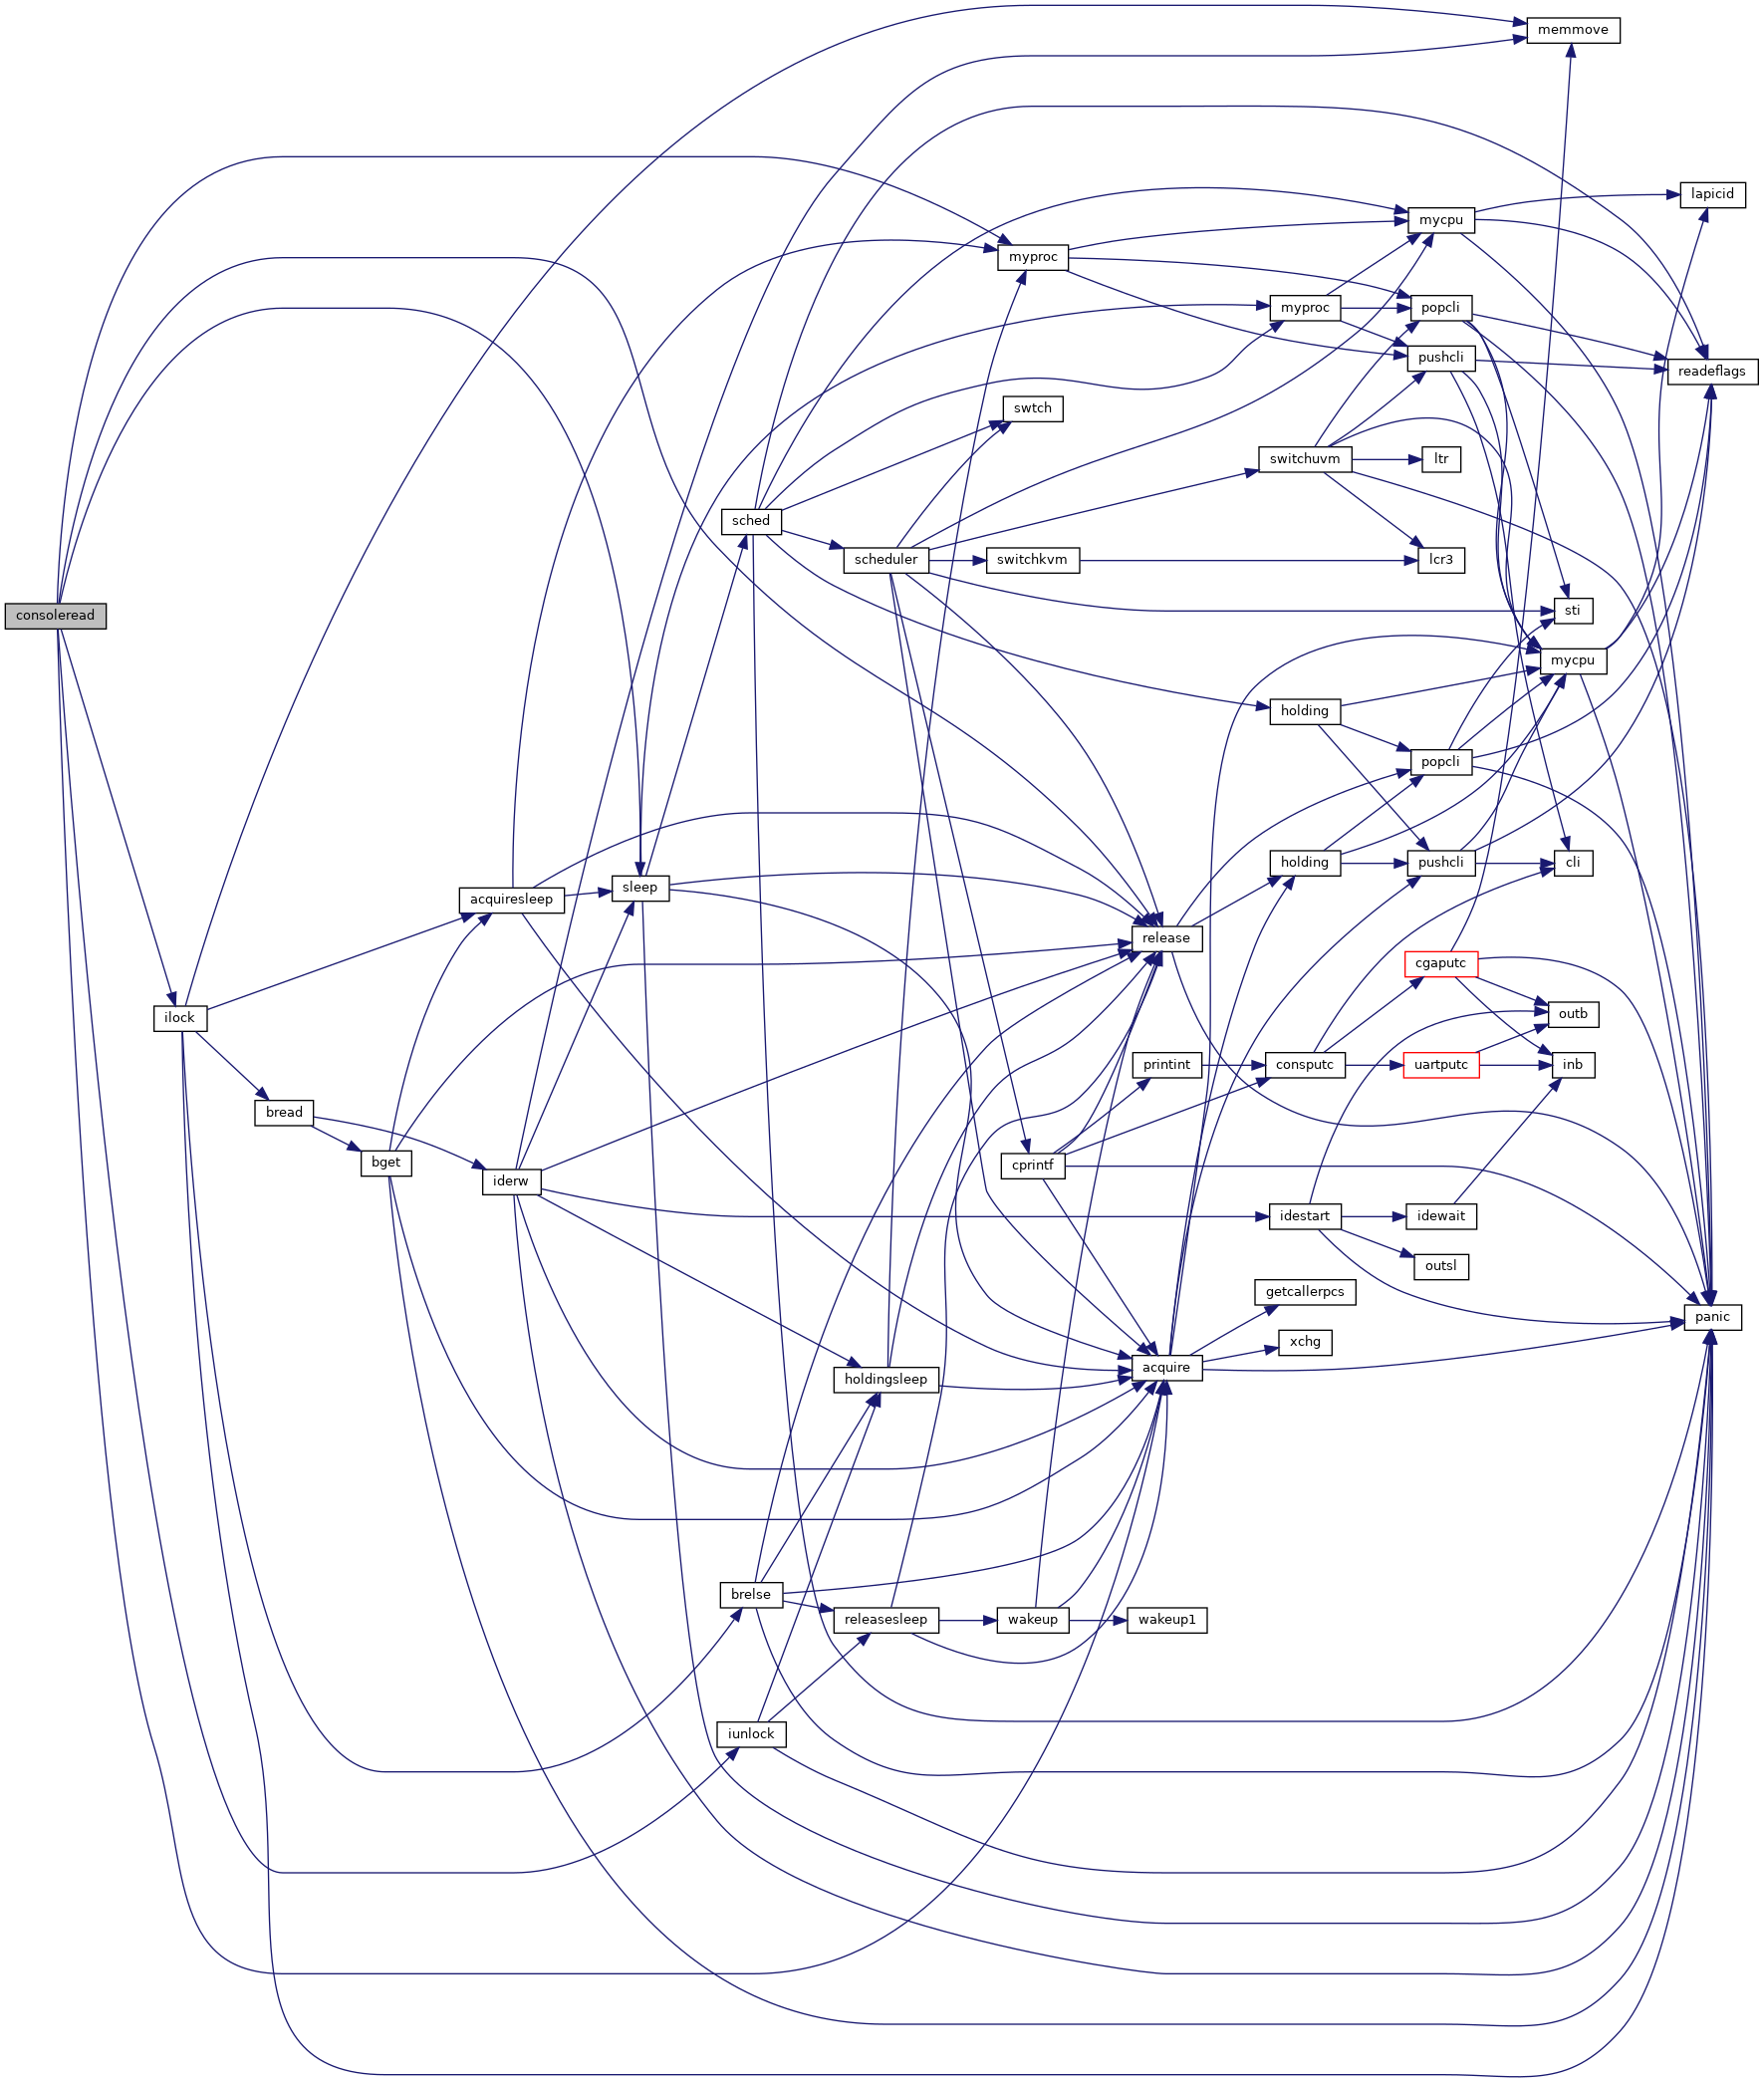 memmove
lapicid
mycpu
myproc
myproc
popcli
pushcli
readeflags
swtch
switchuvm
ltr
sched
scheduler
switchkvm
lcr3
consoleread
sti
mycpu
holding
popcli
holding
pushcli
cli
sleep
acquiresleep
release
cgaputc
ilock
outb
printint
consputc
uartputc
inb
bread
bget
cprintf
iderw
idestart
idewait
outsl
getcallerpcs
panic
xchg
acquire
holdingsleep
brelse
releasesleep
wakeup
wakeup1
iunlock